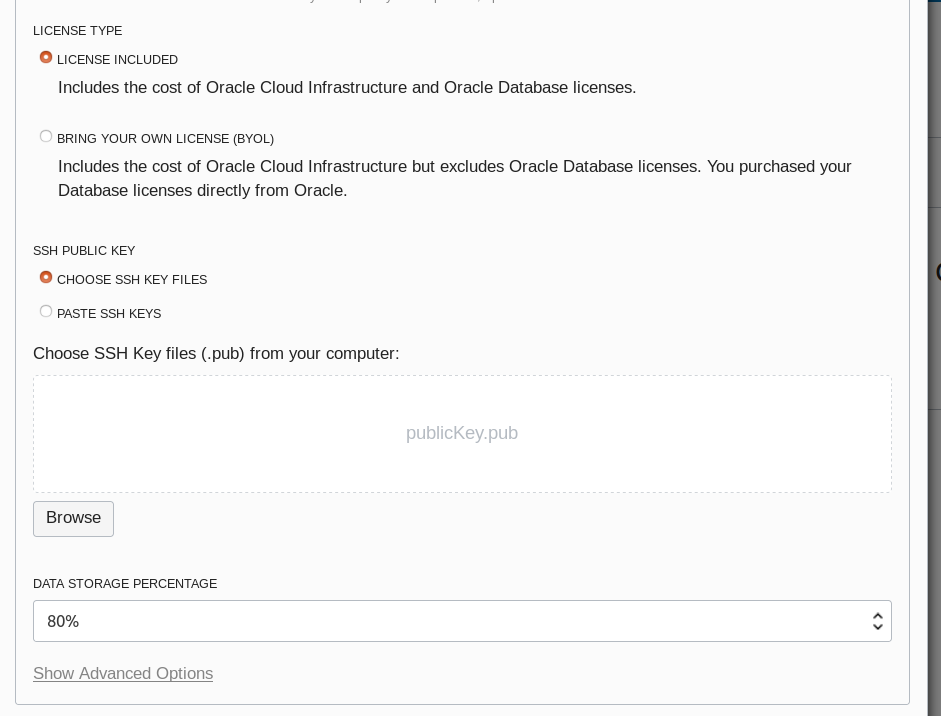 LICENSE TYPE
LICENSE INCLUDED
Includes the cost of Oracle Cloud Infrastructure and Oracle Database licenses.
BRING YOUR OWN LICENSE (BYOL)
Includes the cost of Oracle Cloud Infrastructure but excludes Oracle Database licenses. You purchased your
Database licenses directly from Oracle.
SSH PUBLIC KEY
CHOOSE SSH KEY FILES
PASTE SSH KEYS
Choose SSH Key files (.pub) from your computer:
publicKey.pub
Browse
DATA STORAGE PERCENTAGE
80%
Show Advanced Options